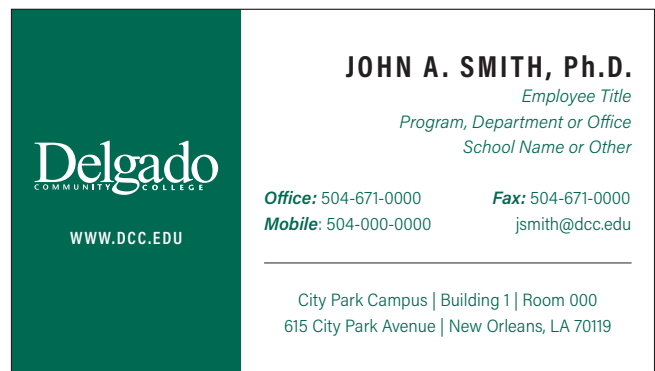 Delgado
COMMUNITY COLLEGE
WWW.DCC.EDU
JOHN A. SMITH, Ph.D.
Employee Title
Program, Department or Office
School Name or Other
Office: 504-671-0000 Fax: 504-671-0000
Mobile: 504-000-0000 jsmith@dcc.edu
City Park Campus | Building 1 | Room 000
615 City Park Avenue | New Orleans, LA 70119